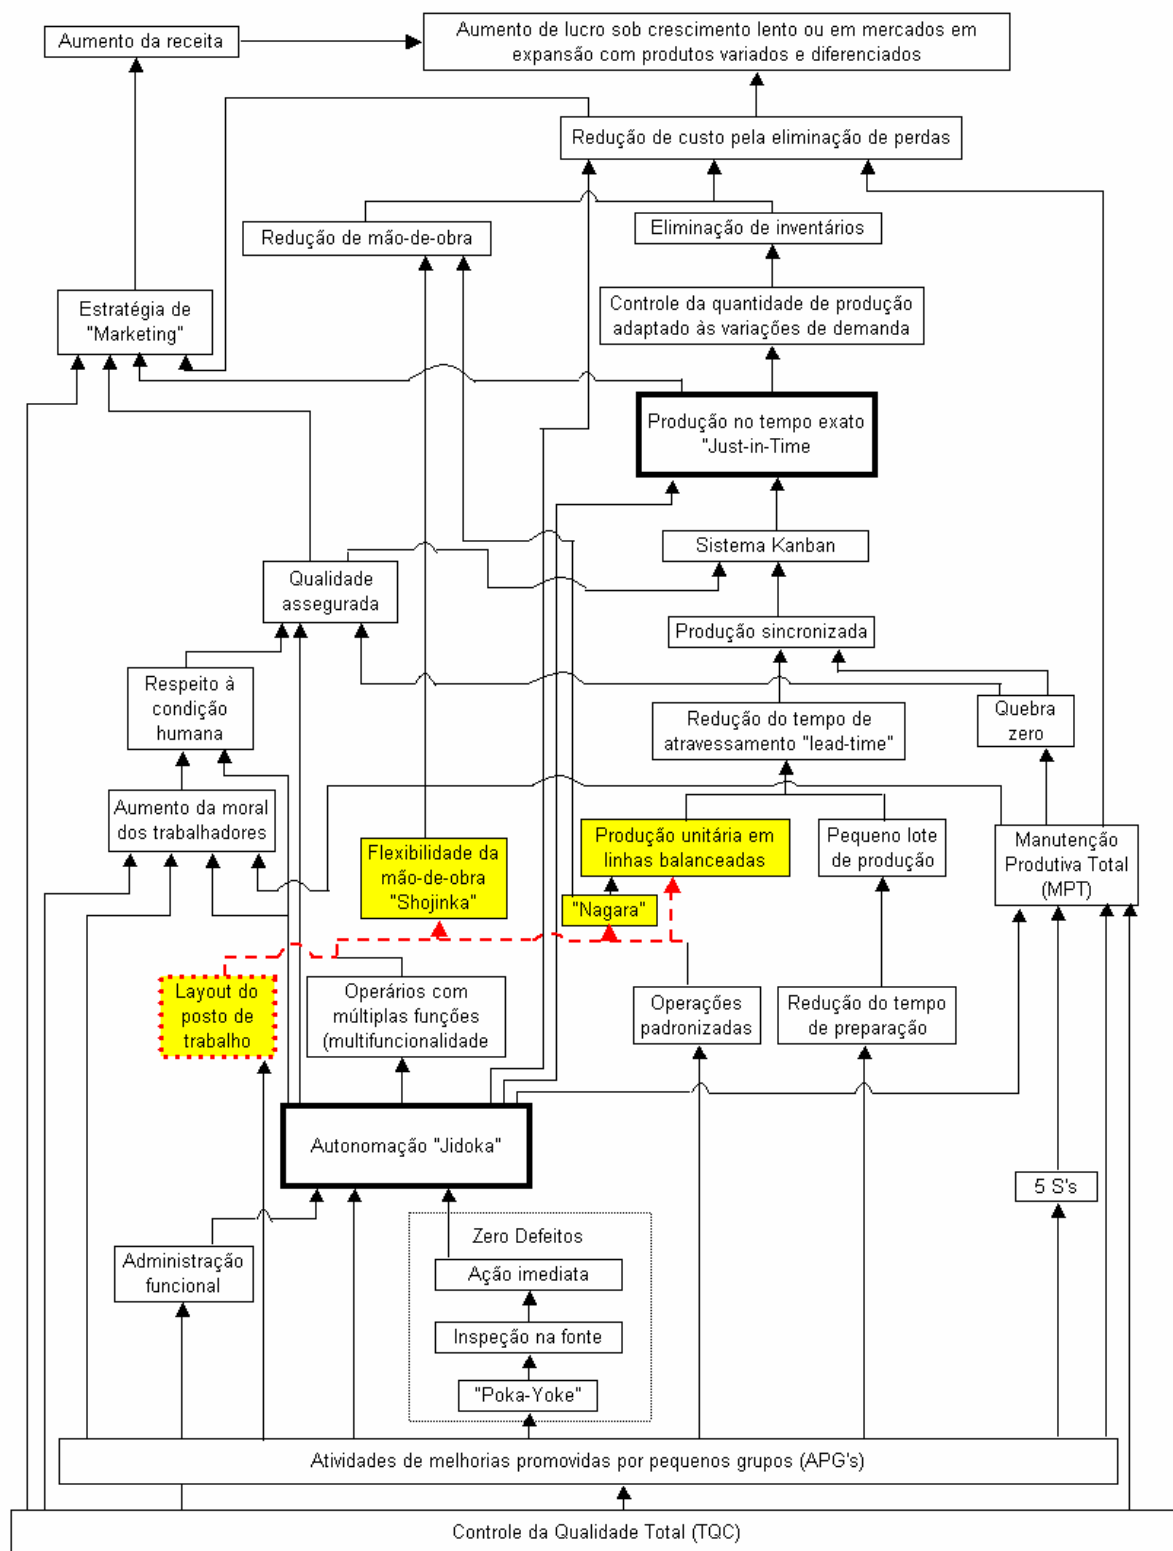 Aumento da receita
Aumento de lucro sob crescimento lento ou em mercados em
expansão com produtos variados e diferenciados
Redução de custo pela eliminação de perdas
Redução de mão-de-obra
Eliminação de inventários
Estratégia de
"Marketing"
Controle da quantidade de produção
adaptado às variações de demanda
Produção no tempo exato
"Just-in-Time
Sistema Kanban
Qualidade
assegurada
Produção sincronizada
Respeito à
condição
humana
Redução do tempo de
atravessamento "lead-time"
Quebra
zero
Aumento da moral
dos trabalhadores
Flexibilidade da
mão-de-obra
"Shojinka"
Produção unitária em
linhas balanceadas
Pequeno lote
de produção
Manutenção
Produtiva Total
(MPT)
"Nagara"
Layout do
posto de
trabalho
Operários com
múltiplas funções
(multifuncionalidade
Operações
padronizadas
Redução do tempo
de preparação
Autonomação "Jidoka"
5 S's
Zero Defeitos
Administração
funcional
Ação imediata
Inspeção na fonte
"Poka-Yoke"
Atividades de melhorias promovidas por pequenos grupos (APG's)
Controle da Qualidade Total (TQC)